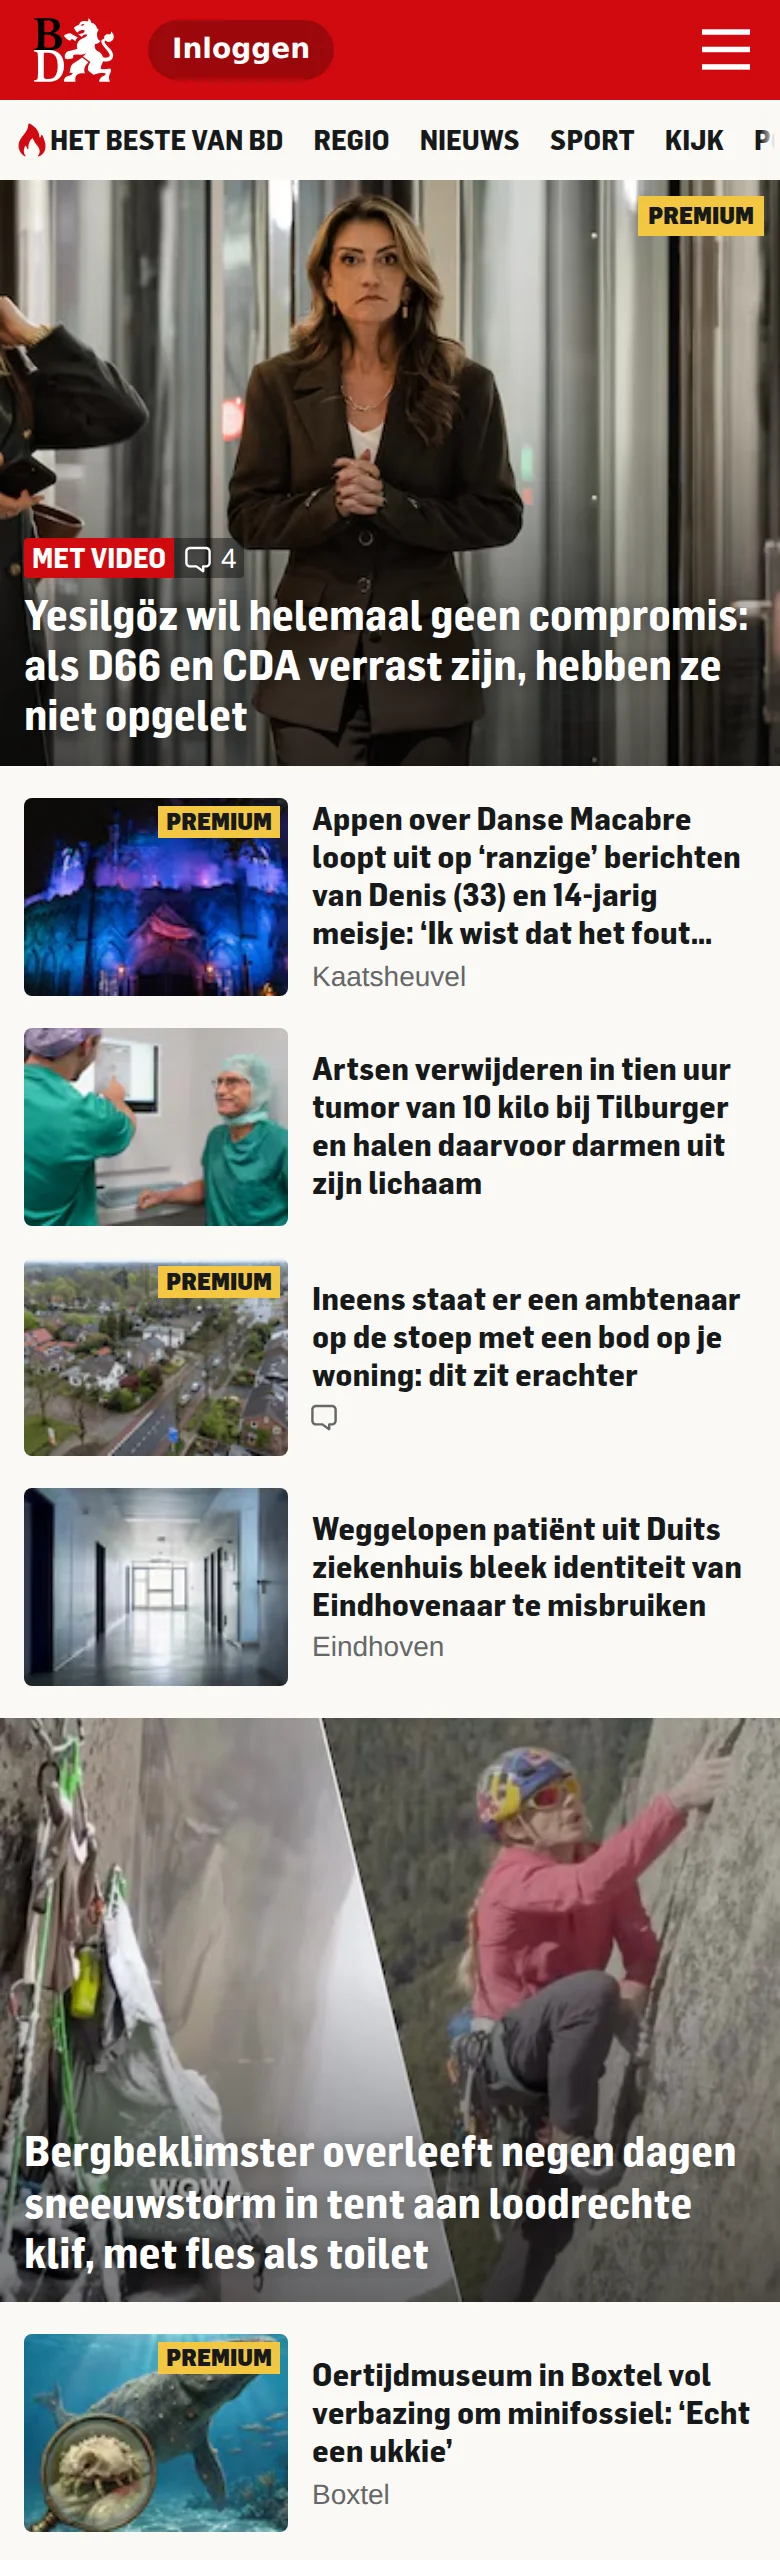 BD
Inloggen
HET BESTE VAN BD REGIO NIEUWS SPORT KIJK
PREMIUM
MET VIDEO 4
Yesilgöz wil helemaal geen compromis:
als D66 en CDA verrast zijn, hebben ze
niet opgelet
PREMIUM
Appen over Danse Macabre
loopt uit op ‘ranzige’ berichten
van Denis (33) en 14-jarig
meisje: ‘Ik wist dat het fout...
Kaatsheuvel
Artsen verwijderen in tien uur
tumor van 10 kilo bij Tilburger
en halen daarvoor darmen uit
zijn lichaam
PREMIUM
Ineens staat er een ambtenaar
op de stoep met een bod op je
woning: dit zit erachter
Weggelopen patiënt uit Duits
ziekenhuis bleek identiteit van
Eindhovenaar te misbruiken
Eindhoven
Bergbeklimster overleeft negen dagen
sneeuwstorm in tent aan loodrechte
klif, met fles als toilet
PREMIUM
Oertijdmuseum in Boxtel vol
verbazing om minifossiel: ‘Echt
een ukkie’
Boxtel